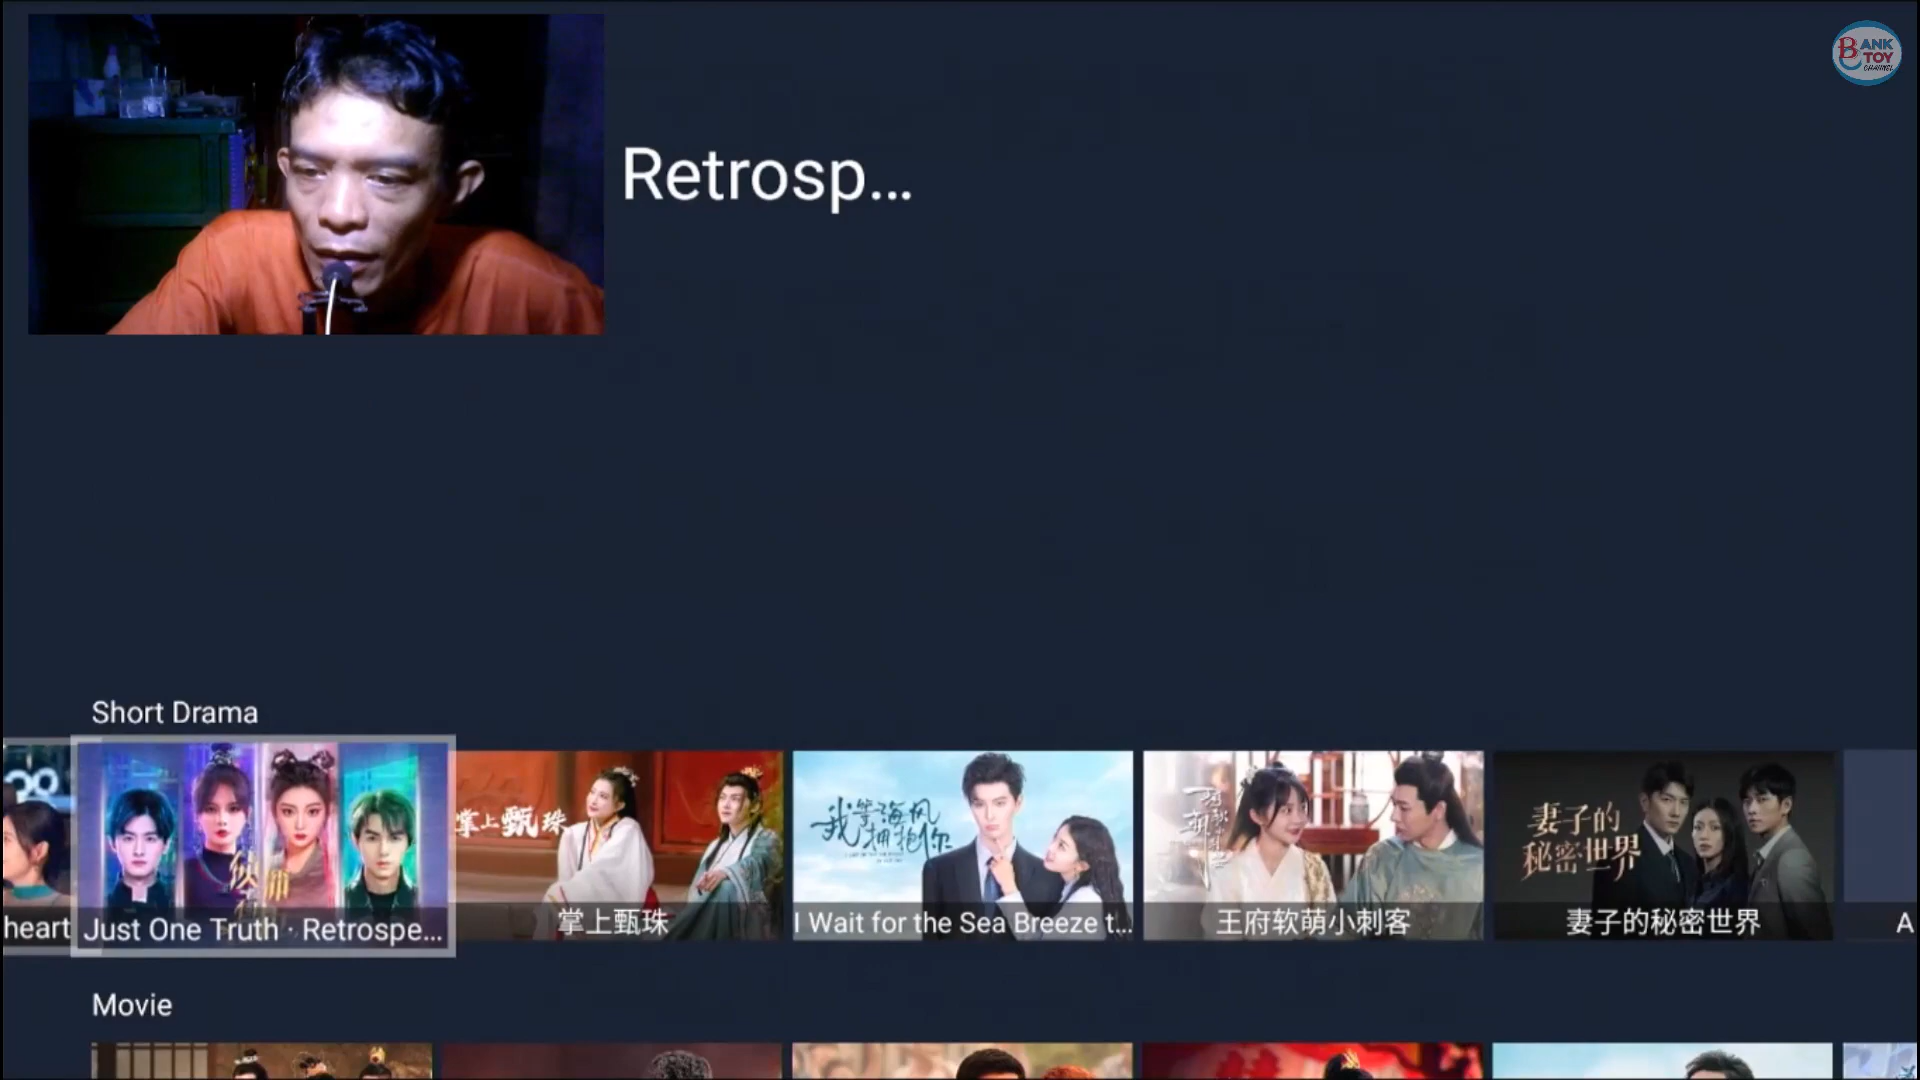 BANK
TOY
CHANNEL
Retrosp...
Short Drama
heart
Just One Truth · Retrospe...
掌上甄珠
掌上甄珠
我等海风
拥抱你
I Wait for the Sea Breeze t...
王府软萌小刺客
妻子的
秘密世界
妻子的秘密世界
A
Movie